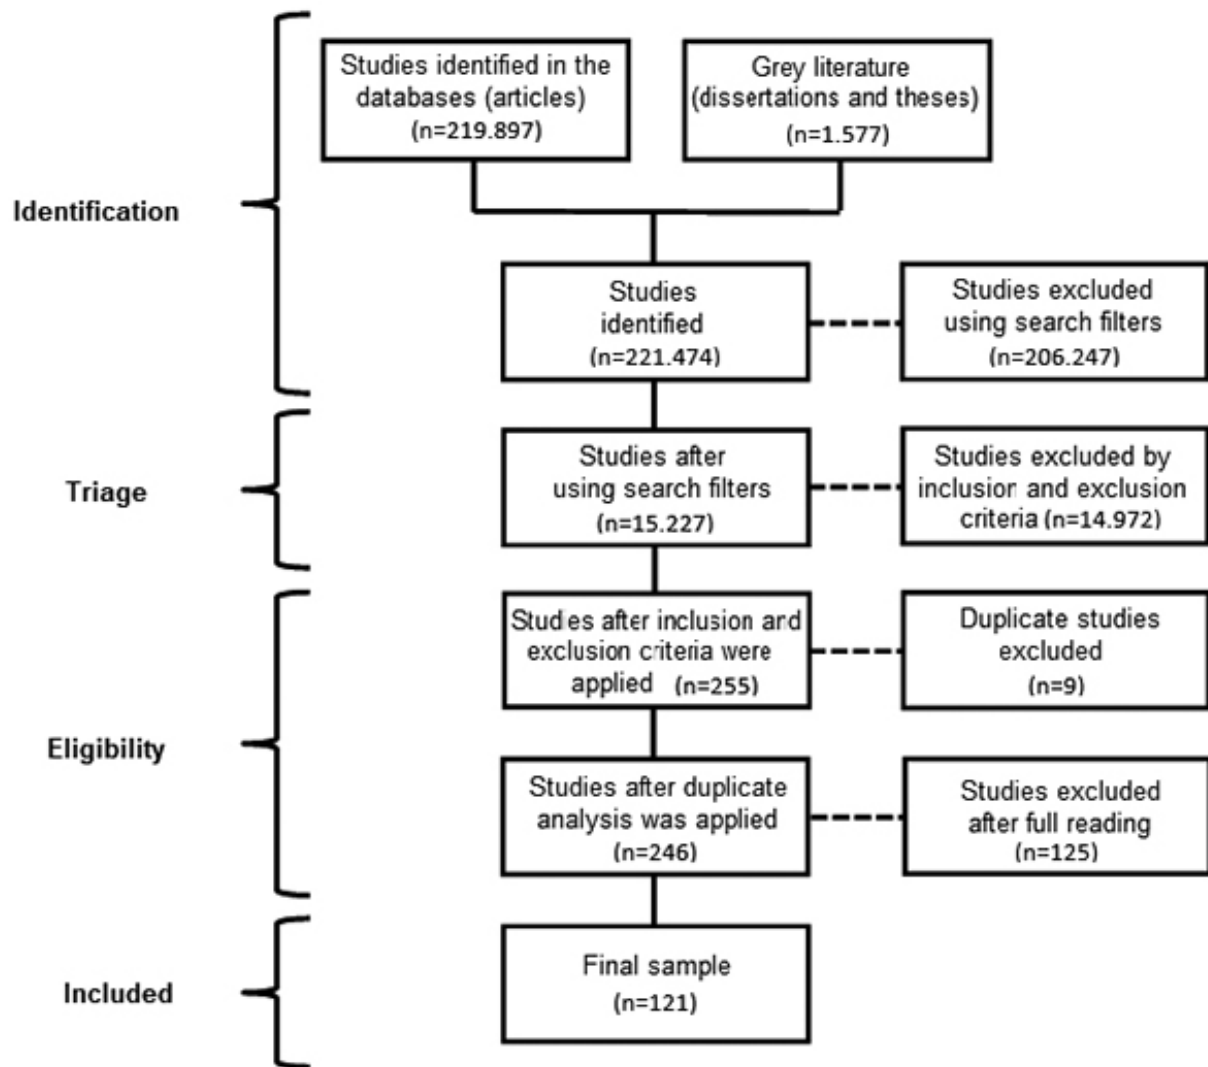 Studies identified in the
databases (articles)
(n=219.897)
Grey literature
(dissertations and theses)
(n=1.577)
Identification
Studies
identified
(n=221.474)
Studies excluded
using search filters
(n=206.247)
Triage
Studies after
using search filters
(n=15.227)
Studies excluded by
inclusion and exclusion
criteria (n=14.972)
Eligibility
Studies after inclusion and
exclusion criteria were
applied (n=255)
Duplicate studies
excluded
(n=9)
Studies after duplicate
analysis was applied
(n=246)
Studies excluded
after full reading
(n=125)
Included
Final sample
(n=121)